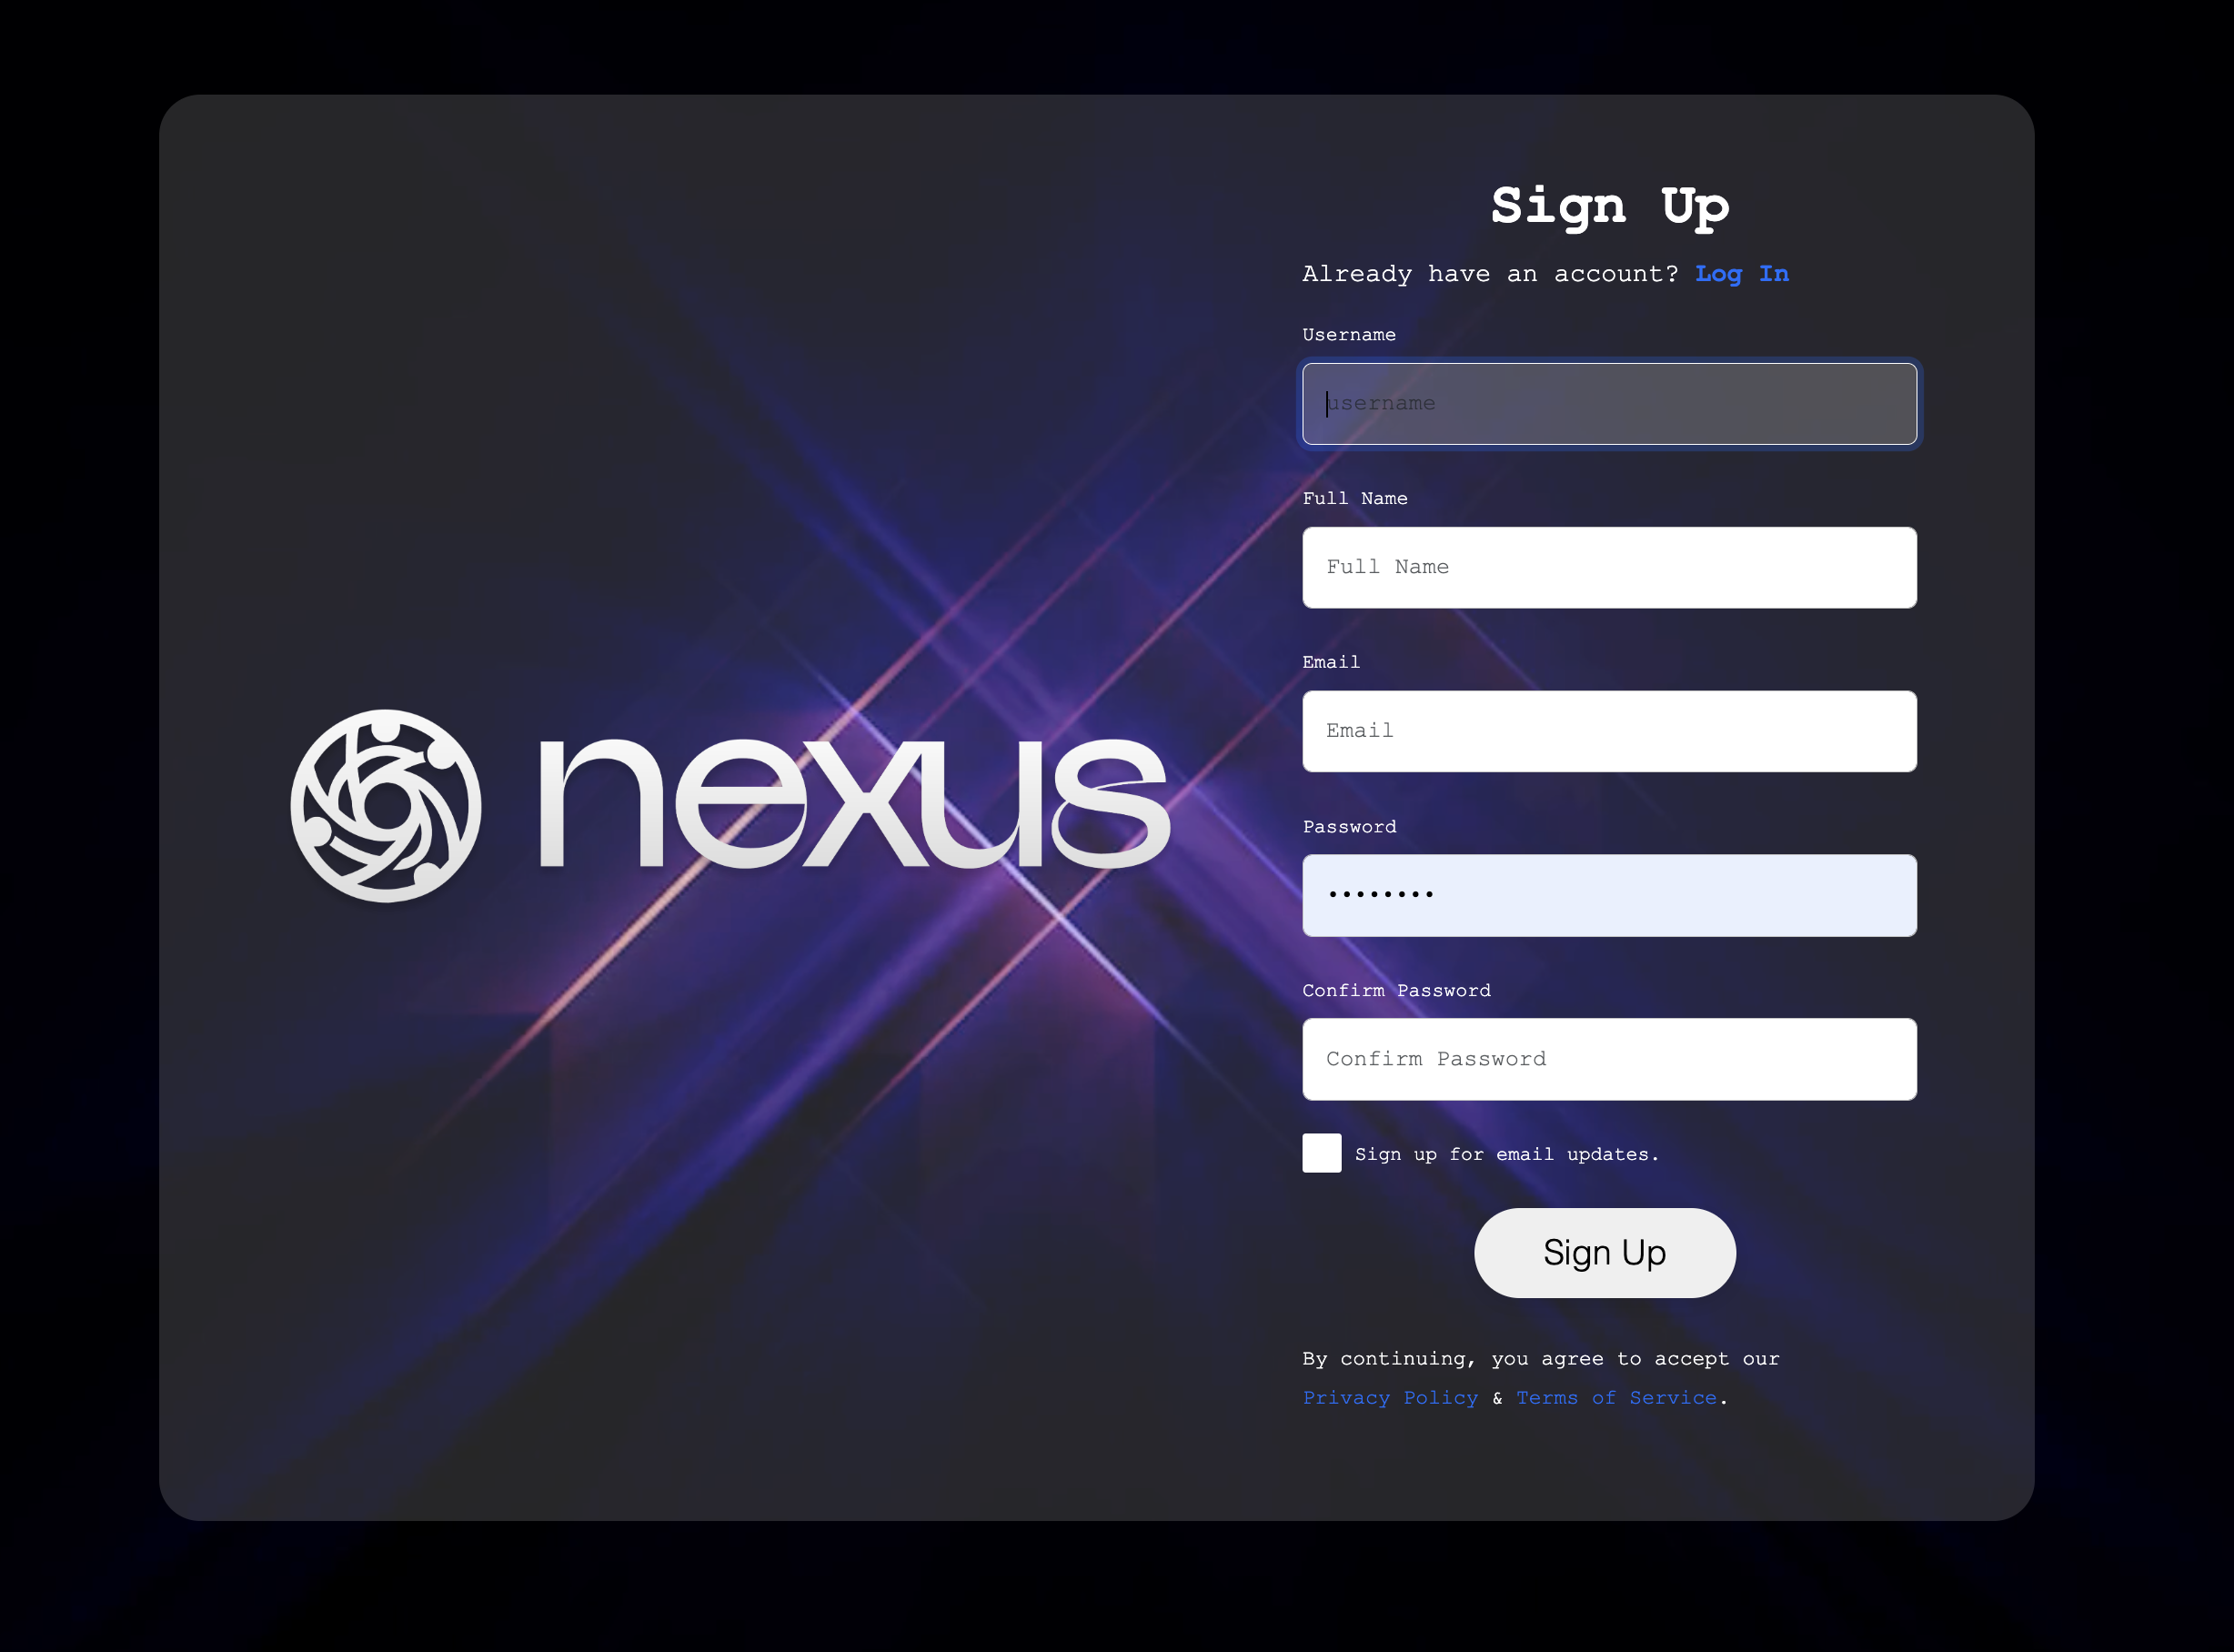 Sign Up
Already have an account? Log In
Username
username
Full Name
Full Name
Email
Email
Password
••••••••
Confirm Password
Confirm Password
Sign up for email updates.
Sign Up
By continuing, you agree to accept our
Privacy Policy & Terms of Service.
nexus